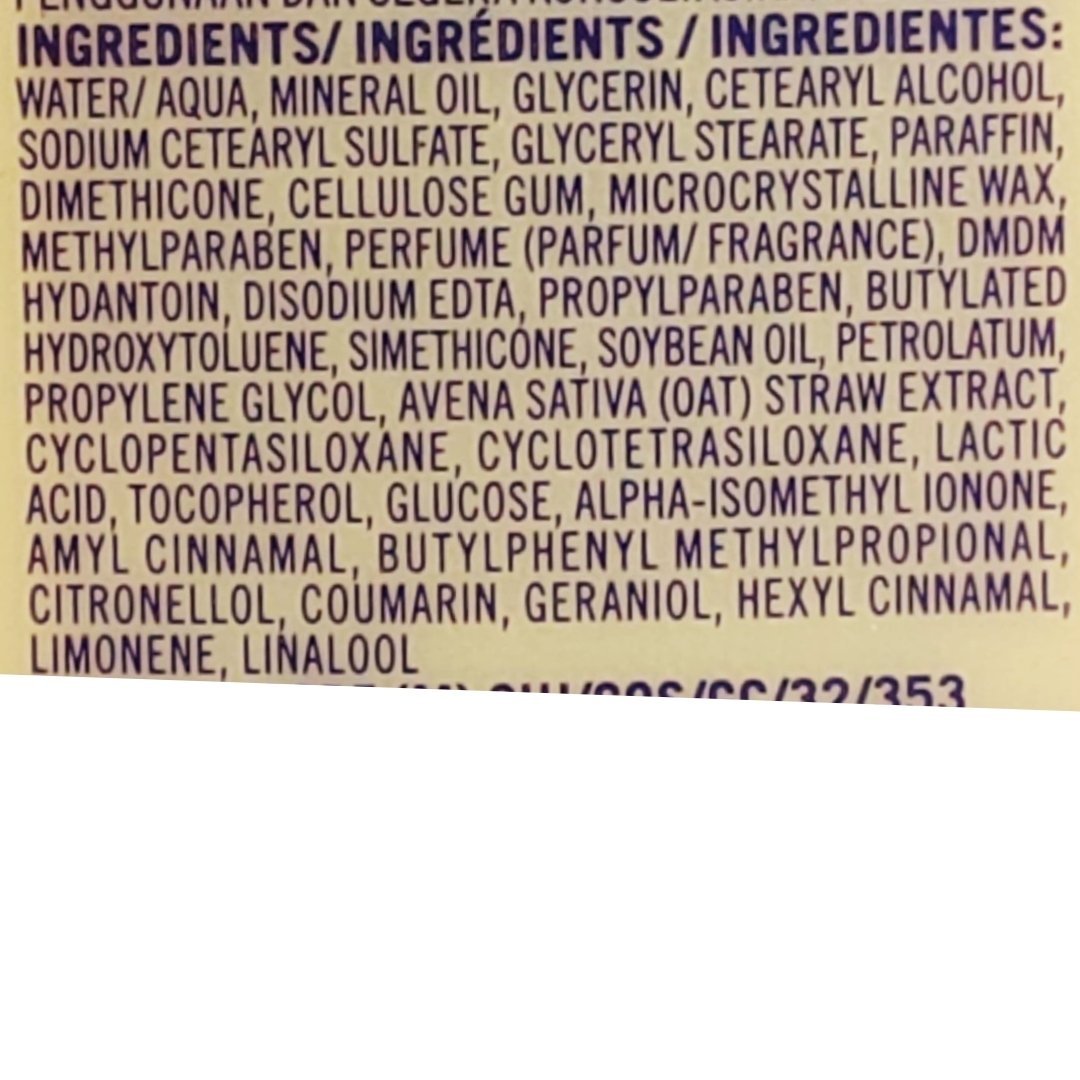 INGREDIENTS/ INGRÉDIENTS / INGREDIENTES:
WATER/ AQUA, MINERAL OIL, GLYCERIN, CETEARYL ALCOHOL,
SODIUM CETEARYL SULFATE, GLYCERYL STEARATE, PARAFFIN,
DIMETHICONE, CELLULOSE GUM, MICROCRYSTALLINE WAX,
METHYLPARABEN, PERFUME (PARFUM/ FRAGRANCE), DMDM
HYDANTOIN, DISODIUM EDTA, PROPYLPARABEN, BUTYLATED
HYDROXYTOLUENE, SIMETHICONE, SOYBEAN OIL, PETROLATUM,
PROPYLENE GLYCOL, AVENA SATIVA (OAT) STRAW EXTRACT,
CYCLOPENTASILOXANE, CYCLOTETRASILOXANE, LACTIC
ACID, TOCOPHEROL, GLUCOSE, ALPHA-ISOMETHYL IONONE,
AMYL CINNAMAL, BUTYLPHENYL METHYLPROPIONAL,
CITRONELLOL, COUMARIN, GERANIOL, HEXYL CINNAMAL,
LIMONENE, LINALOOL